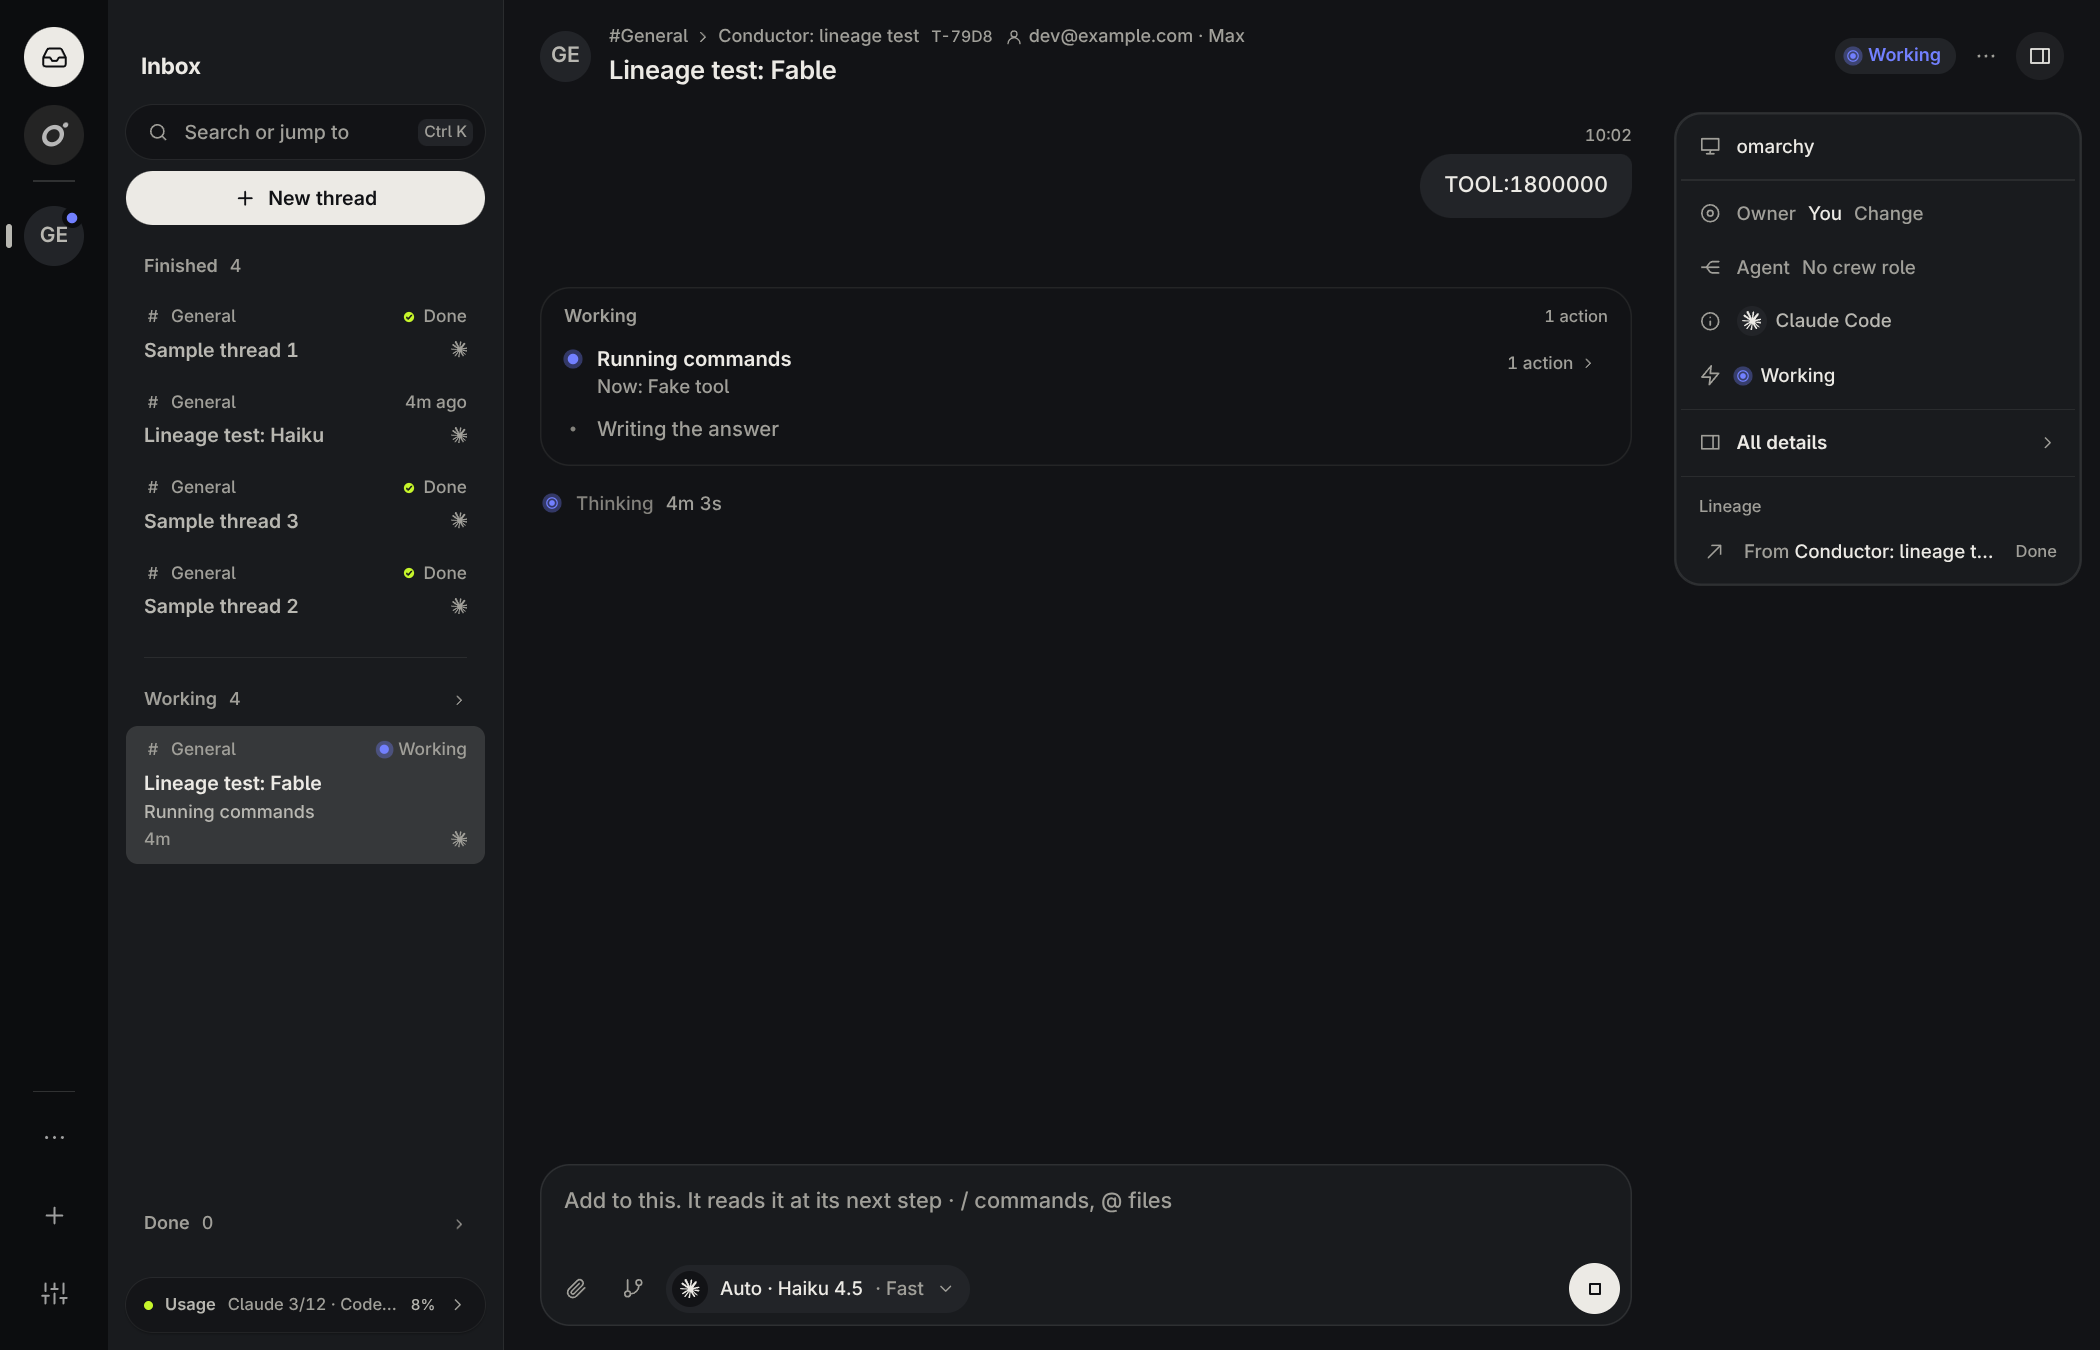 Inbox
Search or jump to
Ctrl K
New thread
GE
Finished 4
# General Done
Sample thread 1
# General 4m ago
Lineage test: Haiku
# General Done
Sample thread 3
# General Done
Sample thread 2
Working 4
# General Working
Lineage test: Fable
Running commands
4m
Done 0
Usage Claude 3/12 · Code... 8%
GE
#General › Conductor: lineage test T-79D8 dev@example.com · Max
Lineage test: Fable
Working
10:02
TOOL:1800000
Working 1 action
Running commands 1 action
Now: Fake tool
Writing the answer
Thinking 4m 3s
Add to this. It reads it at its next step · / commands, @ files
Auto · Haiku 4.5 · Fast
omarchy
Owner You Change
Agent No crew role
Claude Code
Working
All details
Lineage
From Conductor: lineage t... Done